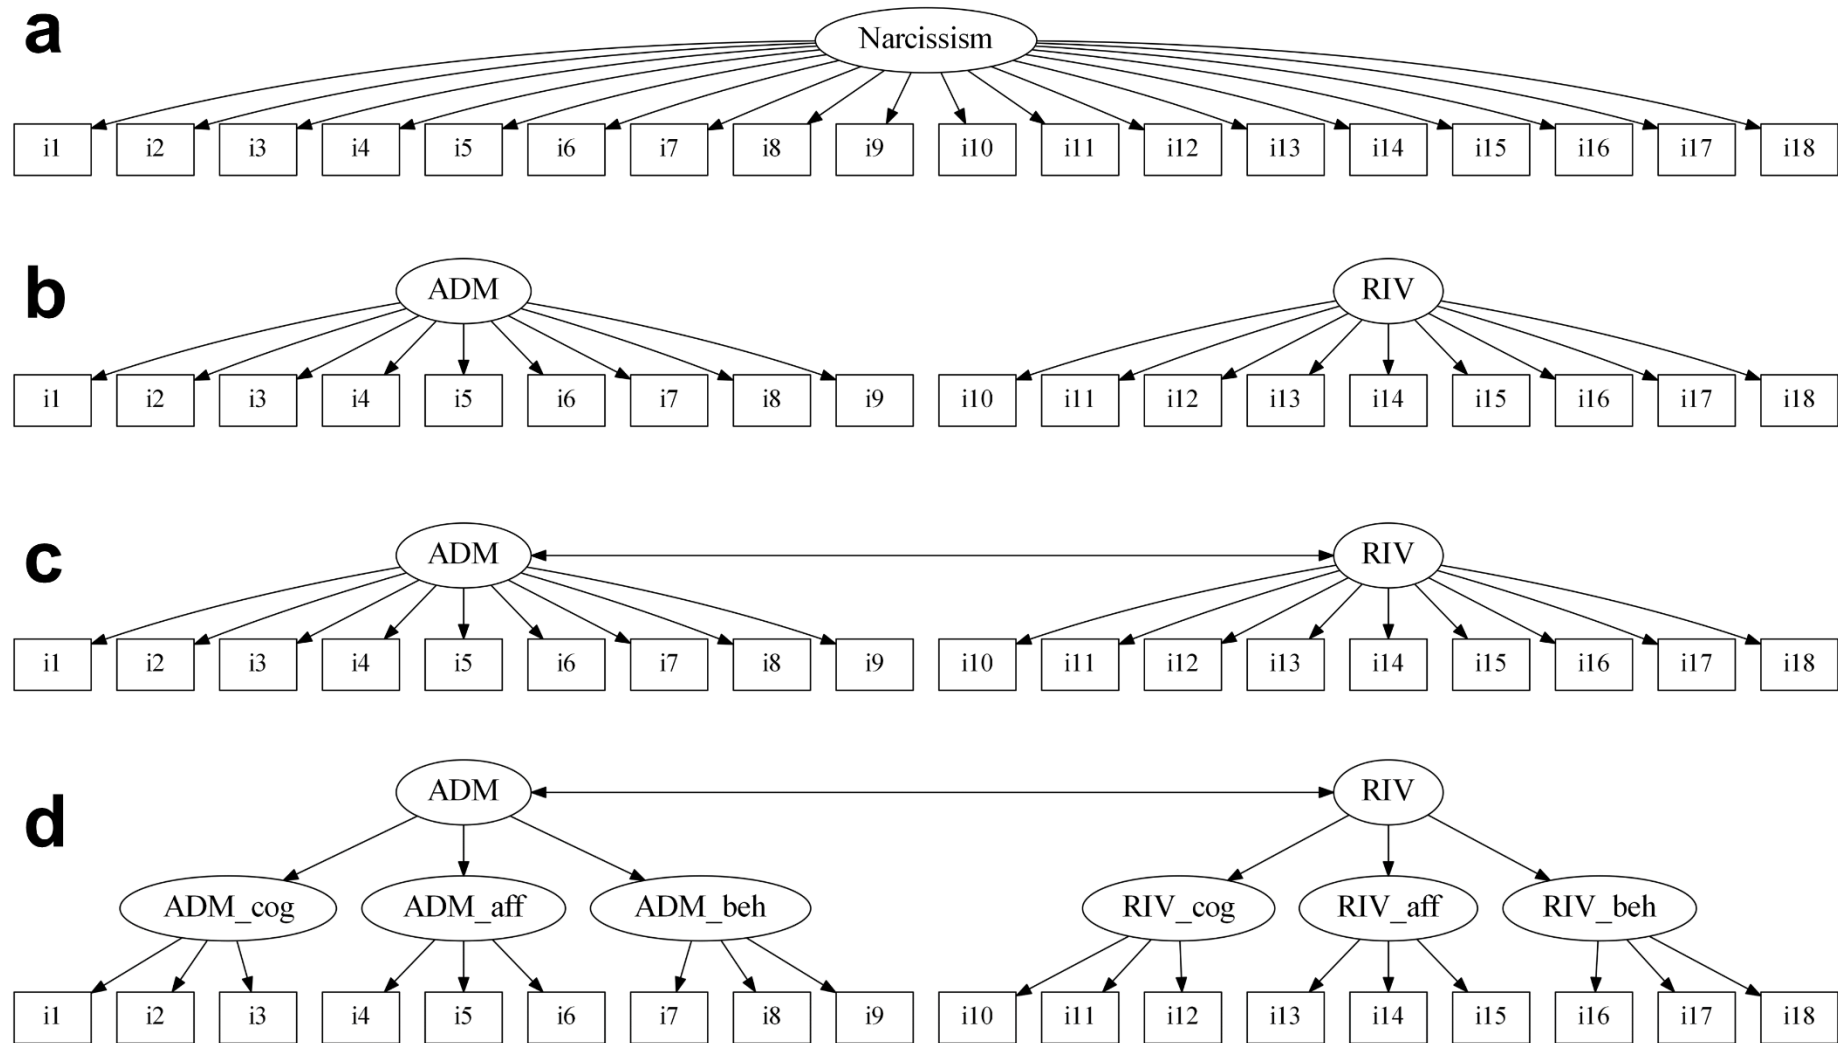 a
Narcissism
i1 i2 i3 i4 i5 i6 i7 i8 i9 i10 i11 i12 i13 i14 i15 i16 i17 i18
b
ADM RIV
i1 i2 i3 i4 i5 i6 i7 i8 i9 i10 i11 i12 i13 i14 i15 i16 i17 i18
c
ADM RIV
i1 i2 i3 i4 i5 i6 i7 i8 i9 i10 i11 i12 i13 i14 i15 i16 i17 i18
d
ADM RIV
ADM_cog ADM_aff ADM_beh RIV_cog RIV_aff RIV_beh
i1 i2 i3 i4 i5 i6 i7 i8 i9 i10 i11 i12 i13 i14 i15 i16 i17 i18